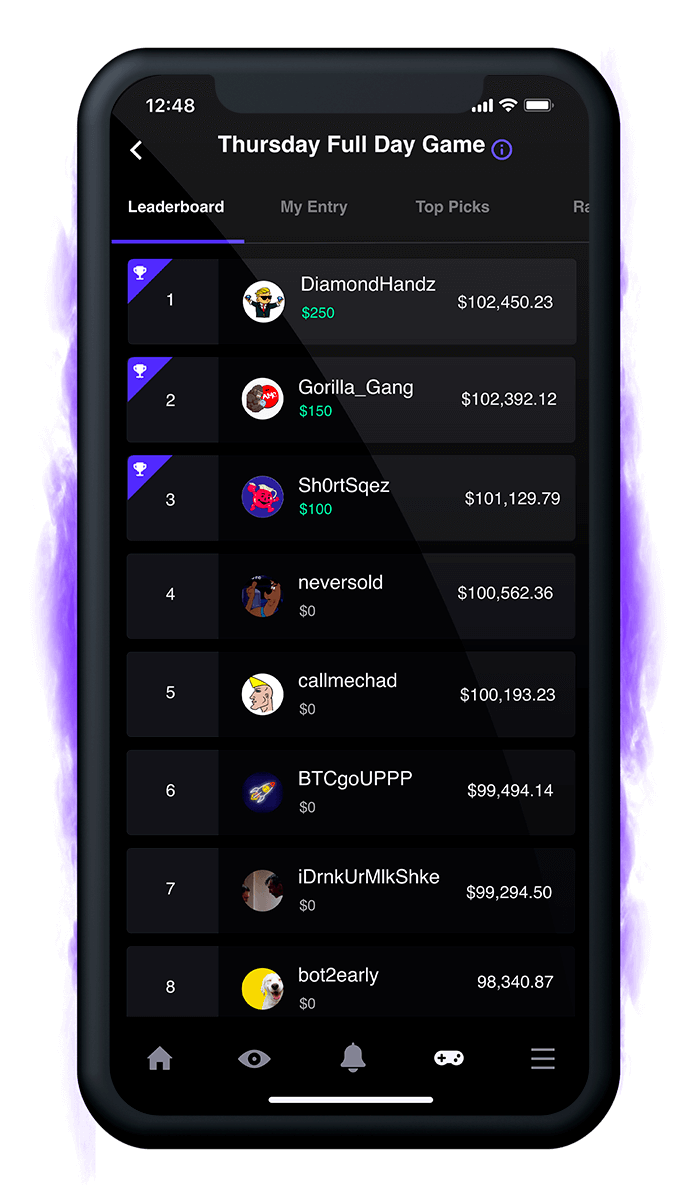 12:48
Thursday Full Day Game
Leaderboard My Entry Top Picks Ra
1 DiamondHandz $102,450.23
$250
2 Gorilla_Gang $102,392.12
$150
AMC
3 Sh0rtSqez $101,129.79
$100
4 neversold $100,562.36
$0
5 callmechad $100,193.23
$0
6 BTCgoUPPP $99,494.14
$0
7 iDrnkUrMlkShke $99,294.50
$0
8 bot2early 98,340.87
$0